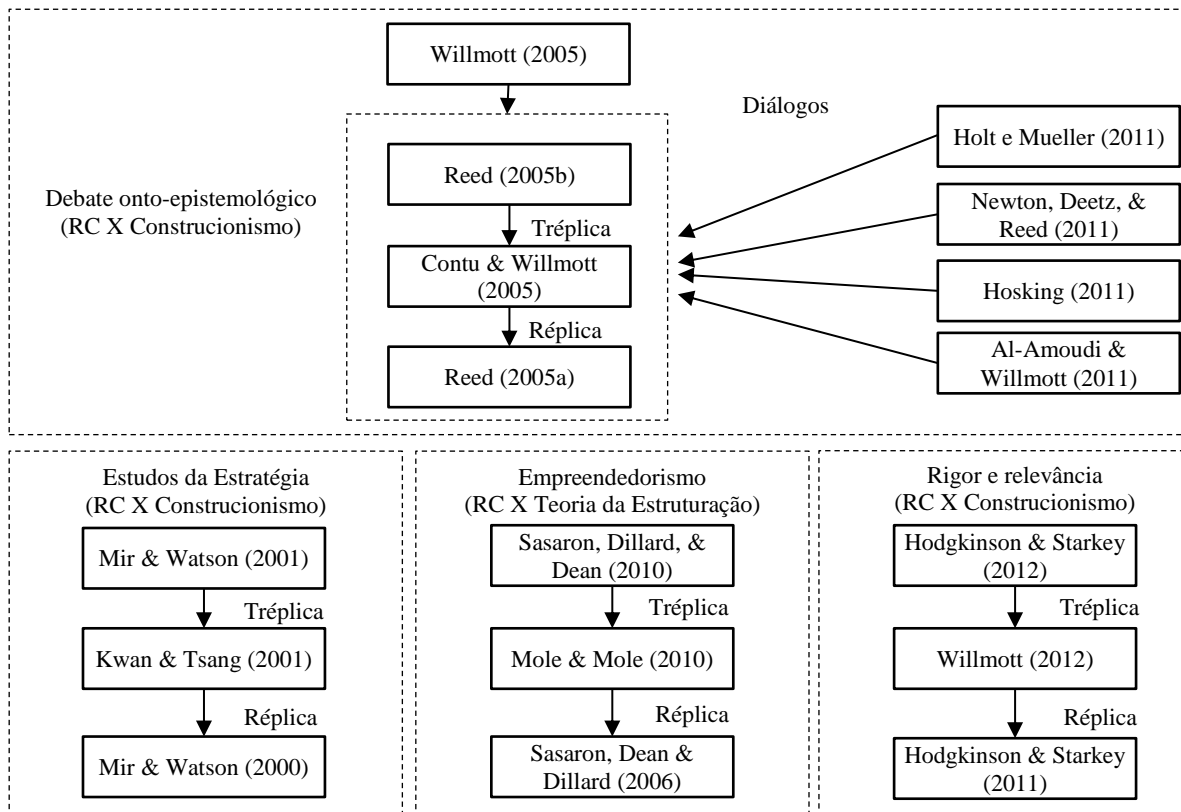 Willmott (2005)
Diálogos
Debate onto-epistemológico
(RC X Construcionismo)
Reed (2005b)
Tréplica
Contu & Willmott
(2005)
Réplica
Reed (2005a)
Holt e Mueller (2011)
Newton, Deetz, &
Reed (2011)
Hosking (2011)
Al-Amoudi &
Willmott (2011)
Estudos da Estratégia
(RC X Construcionismo)
Mir & Watson (2001)
Tréplica
Kwan & Tsang (2001)
Réplica
Mir & Watson (2000)
Empreendedorismo
(RC X Teoria da Estruturação)
Sasaron, Dillard, &
Dean (2010)
Tréplica
Mole & Mole (2010)
Réplica
Sasaron, Dean &
Dillard (2006)
Rigor e relevância
(RC X Construcionismo)
Hodgkinson & Starkey
(2012)
Tréplica
Willmott (2012)
Réplica
Hodgkinson & Starkey
(2011)